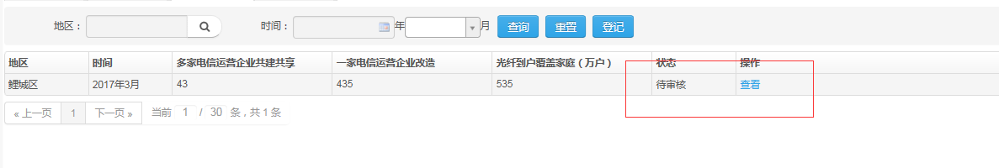 地区： 时间： 年 月 查询 重置 登记
地区 时间 多家电信运营企业共建共享 一家电信运营企业改造 光纤到户覆盖家庭（万户） 状态 操作
鲤城区 2017年3月 43 435 535 待审核 查看
« 上一页 1 下一页 » 当前 1 / 30 条，共 1 条